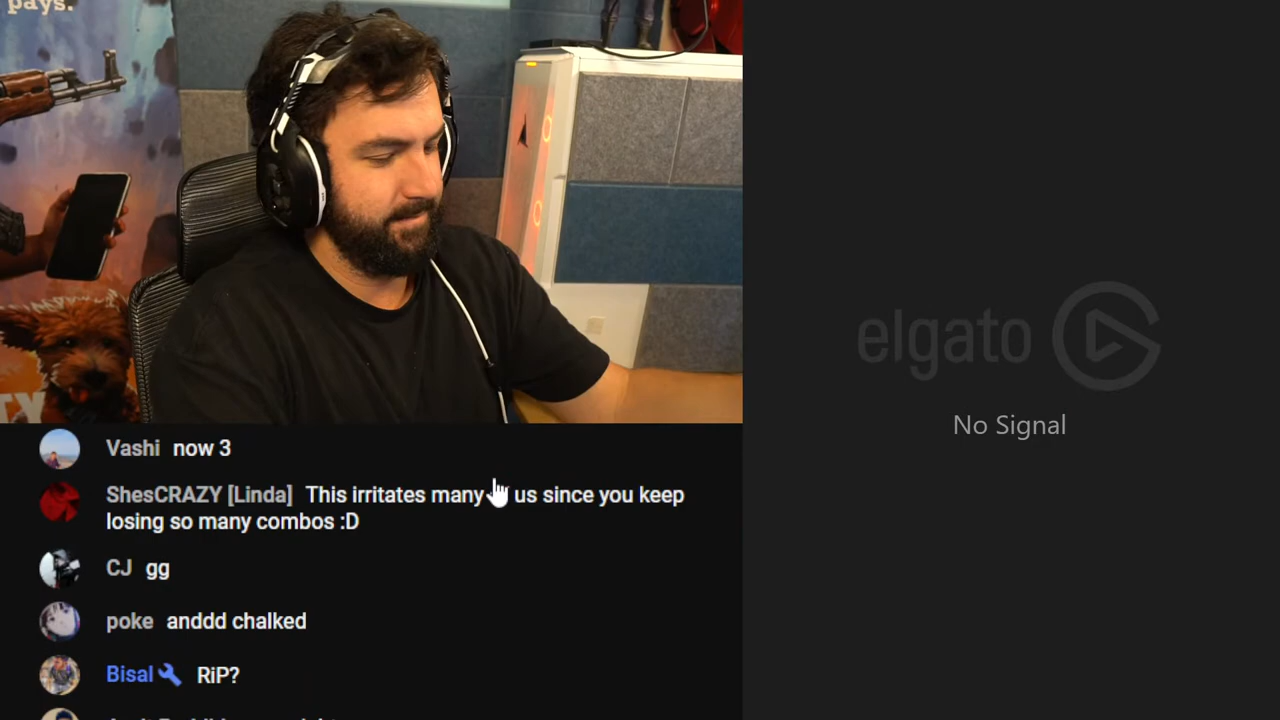 pays.
elgato
No Signal
TY
Vashi now 3
ShesCRAZY [Linda] This irritates many us since you keep
losing so many combos :D
CJ gg
poke anddd chalked
Bisal RiP?